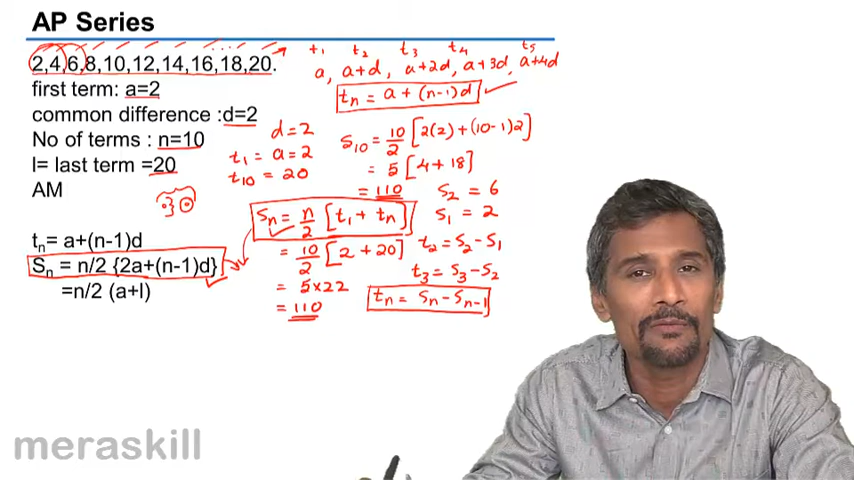 AP Series
2,4,6,8,10,12,14,16,18,20.
first term: a=2
common difference :d=2
No of terms : n=10
l= last term =20
AM
tn= a+(n-1)d
Sn = n/2 {2a+(n-1)d}
=n/2 (a+l)
t1 t2 t3 t4 t5
a, a+d, a+2d, a+3d, a+4d
tn = a + (n-1)d
d=2
t1 = a = 2
t10 = 20
S10 = 10/2 [2(2) + (10-1)2]
= 5 [4 + 18]
= 110
Sn = n/2 [t1 + tn]
= 10/2 [2 + 20]
= 5 x 22
= 110
S2 = 6
S1 = 2
t2 = S2 - S1
t3 = S3 - S2
tn = Sn - Sn-1
meraskill